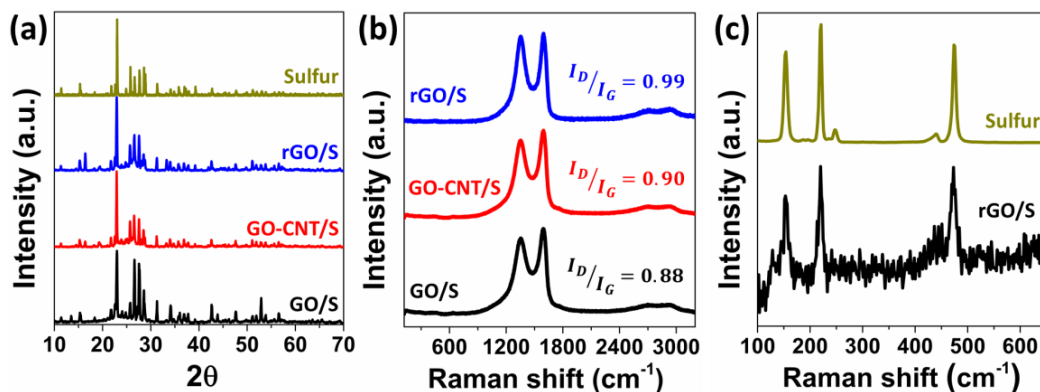 (a)
Intensity (a.u.)
Sulfur
rGO/S
GO-CNT/S
GO/S
10 20 30 40 50 60 70
2θ
(b)
Intensity (a.u.)
rGO/S
I_D/I_G = 0.99
GO-CNT/S
I_D/I_G = 0.90
GO/S
I_D/I_G = 0.88
600 1200 1800 2400 3000
Raman shift (cm⁻¹)
(c)
Intensity (a.u.)
Sulfur
rGO/S
100 200 300 400 500 600
Raman shift (cm⁻¹)